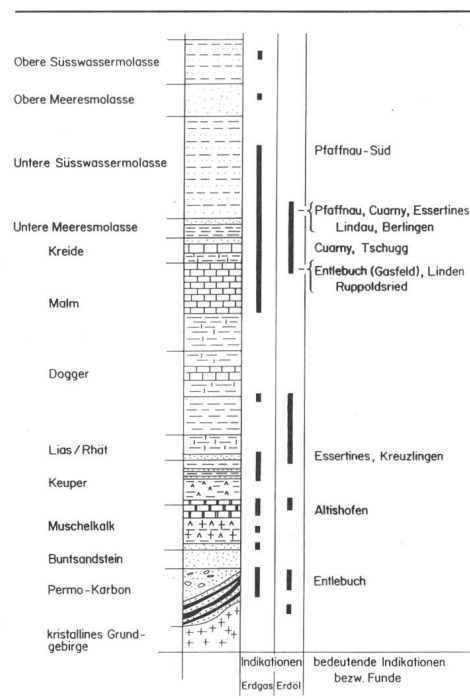 Obere Süsswassermolasse
Obere Meeresmolasse
Untere Süsswassermolasse
Pfaffnau-Süd
Pfaffnau, Cuarny, Essertines
Lindau, Berlingen
Untere Meeresmolasse
Kreide
Cuarny, Tschugg
Entlebuch (Gasfeld), Linden
Ruppoldsried
Malm
Dogger
Lias/Rhät
Essertines, Kreuzlingen
Keuper
Altishofen
Muschelkalk
Buntsandstein
Permo-Karbon
Entlebuch
kristallines Grund-
gebirge
Indikationen
Erdgas Erdöl
bedeutende Indikationen
bezw. Funde